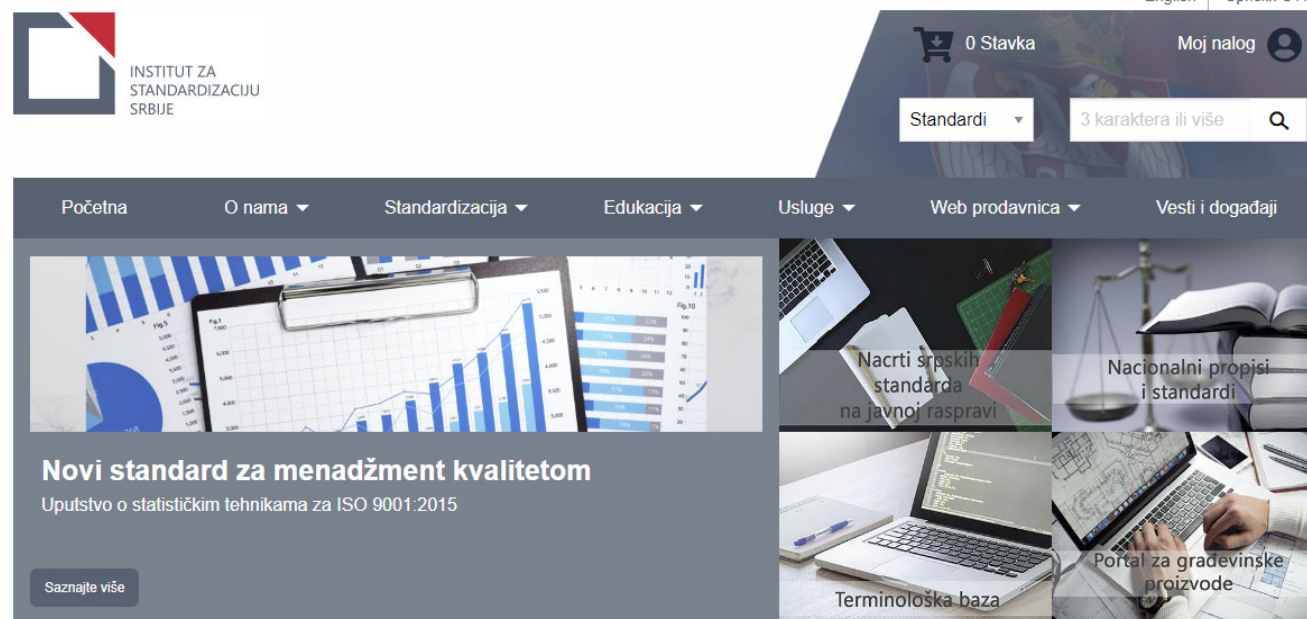 English
INSTITUT ZA
STANDARDIZACIJU
SRBIJE
0 Stavka
Moj nalog
Standardi
3 karaktera ili više
Početna
O nama
Standardizacija
Edukacija
Usluge
Web prodavnica
Vesti i događaji
Nacrti srpskih
standarda
na javnoj raspravi
Nacionalni propisi
i standardi
Novi standard za menadžment kvalitetom
Uputstvo o statističkim tehnikama za ISO 9001:2015
Saznajte više
Terminološka baza
Portal za građevinske
proizvode